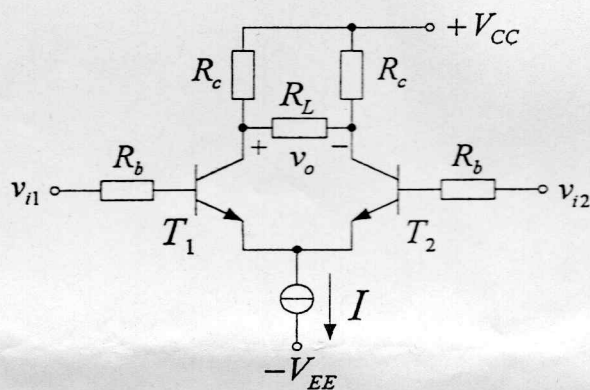 +V_CC
R_c R_L R_c
+ v_o −
R_b R_b
v_i1 v_i2
T_1 T_2
I
−V_EE